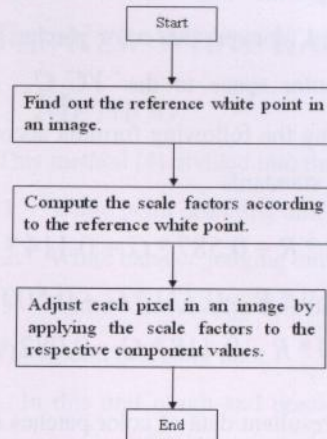 Start
Find out the reference white point in
an image.
Compute the scale factors according
to the reference white point.
Adjust each pixel in an image by
applying the scale factors to the
respective component values.
End